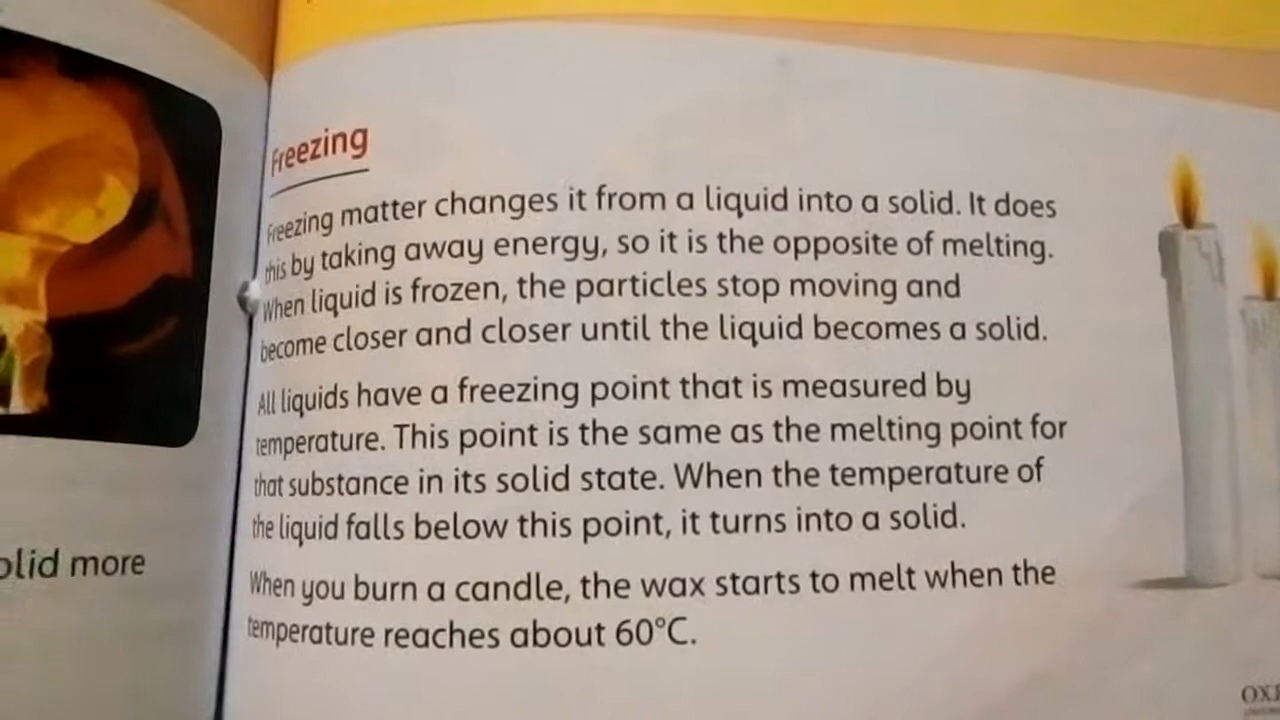 Freezing
Freezing matter changes it from a liquid into a solid. It does
this by taking away energy, so it is the opposite of melting.
When liquid is frozen, the particles stop moving and
become closer and closer until the liquid becomes a solid.
All liquids have a freezing point that is measured by
temperature. This point is the same as the melting point for
that substance in its solid state. When the temperature of
the liquid falls below this point, it turns into a solid.
When you burn a candle, the wax starts to melt when the
temperature reaches about 60°C.
more